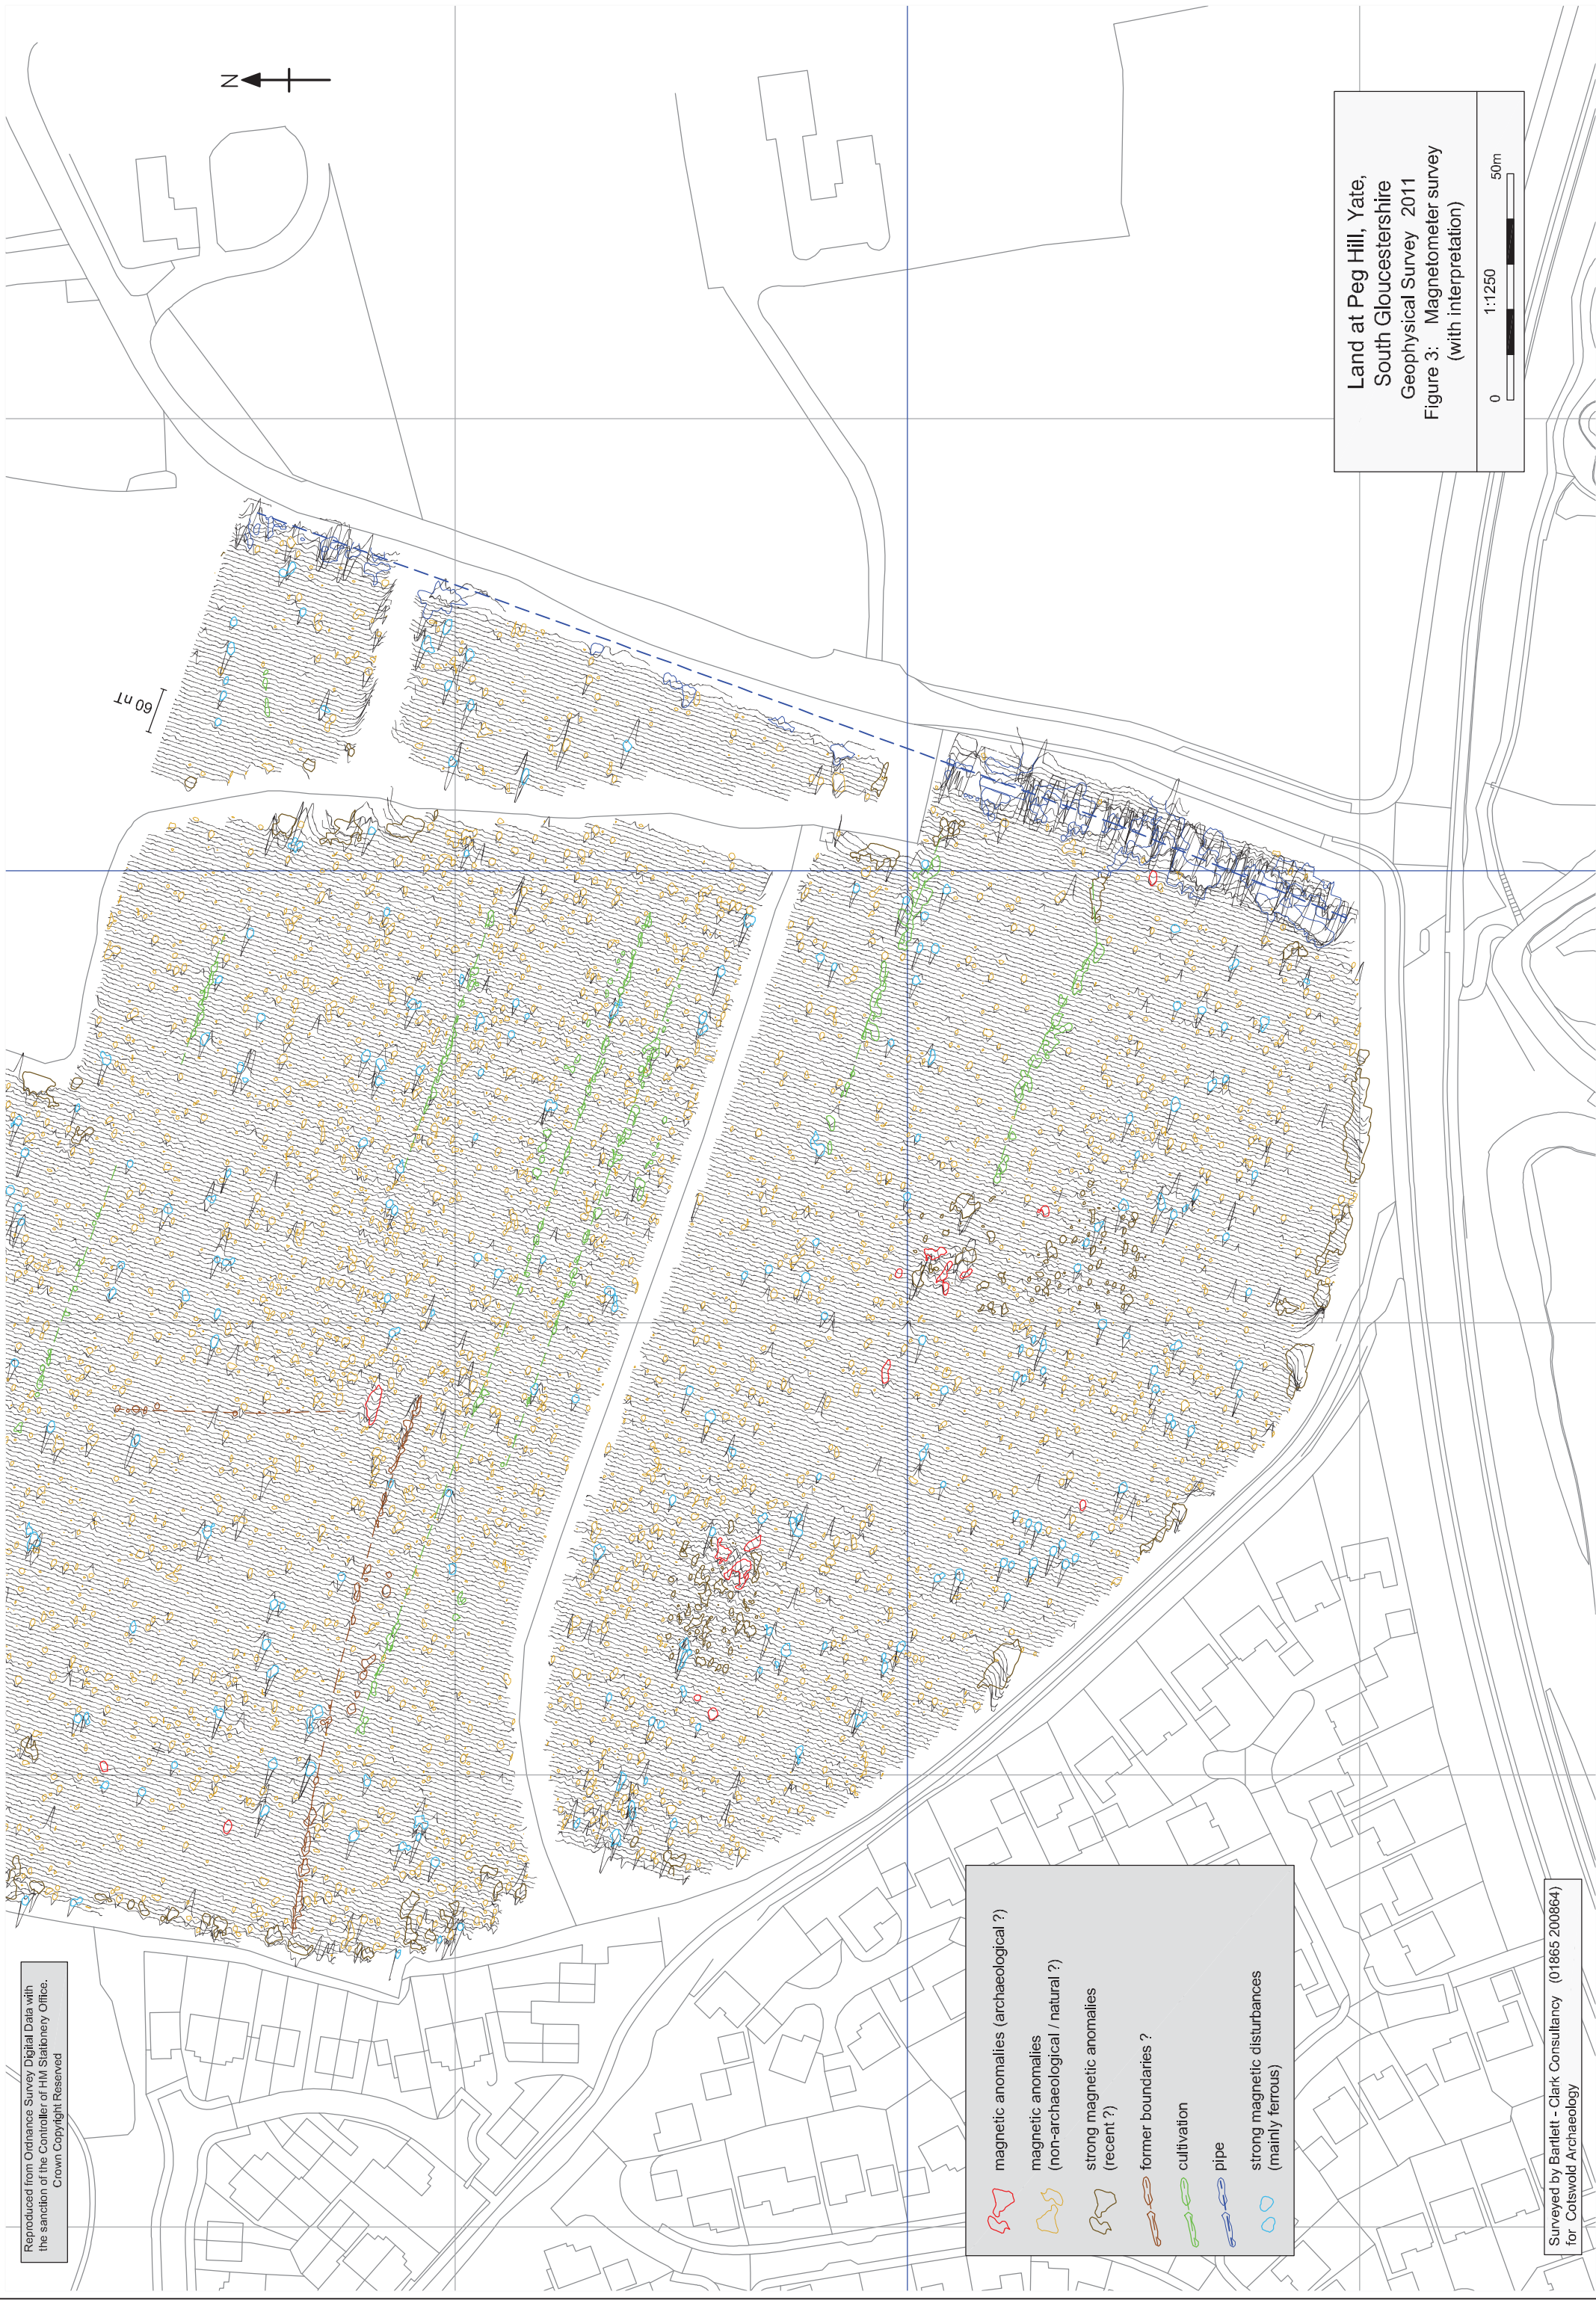 Reproduced from Ordnance Survey Digital Data with
the sanction of the Controller of HM Stationery Office.
Crown Copyright Reserved
N
60 nT
Land at Peg Hill, Yate,
South Gloucestershire
Geophysical Survey 2011
Figure 3: Magnetometer survey
(with interpretation)
1:1250
0 50m
magnetic anomalies (archaeological ?)
magnetic anomalies
(non-archaeological / natural ?)
strong magnetic anomalies
(recent ?)
former boundaries ?
cultivation
pipe
strong magnetic disturbances
(mainly ferrous)
Surveyed by Bartlett - Clark Consultancy (01865 200864)
for Cotswold Archaeology